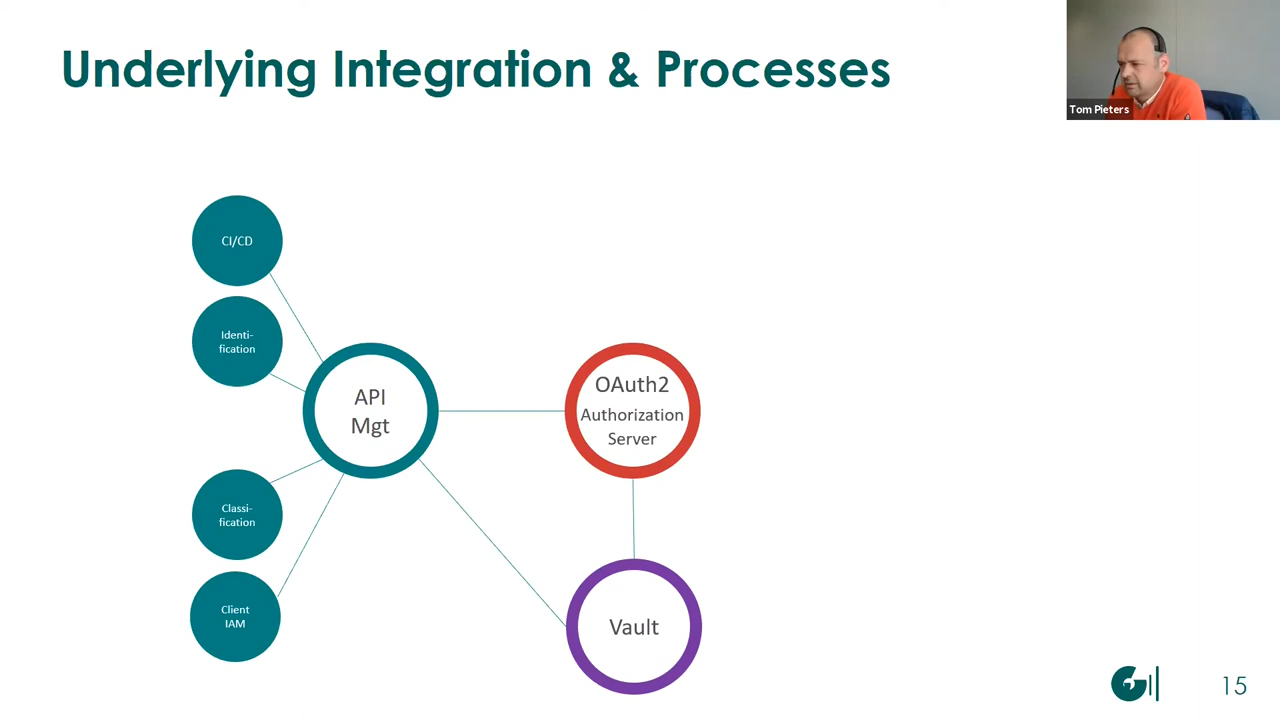 Underlying Integration & Processes
Tom Pieters
CI/CD
Identi-
fication
API
Mgt
OAuth2
Authorization
Server
Classi-
fication
Client
IAM
Vault
15